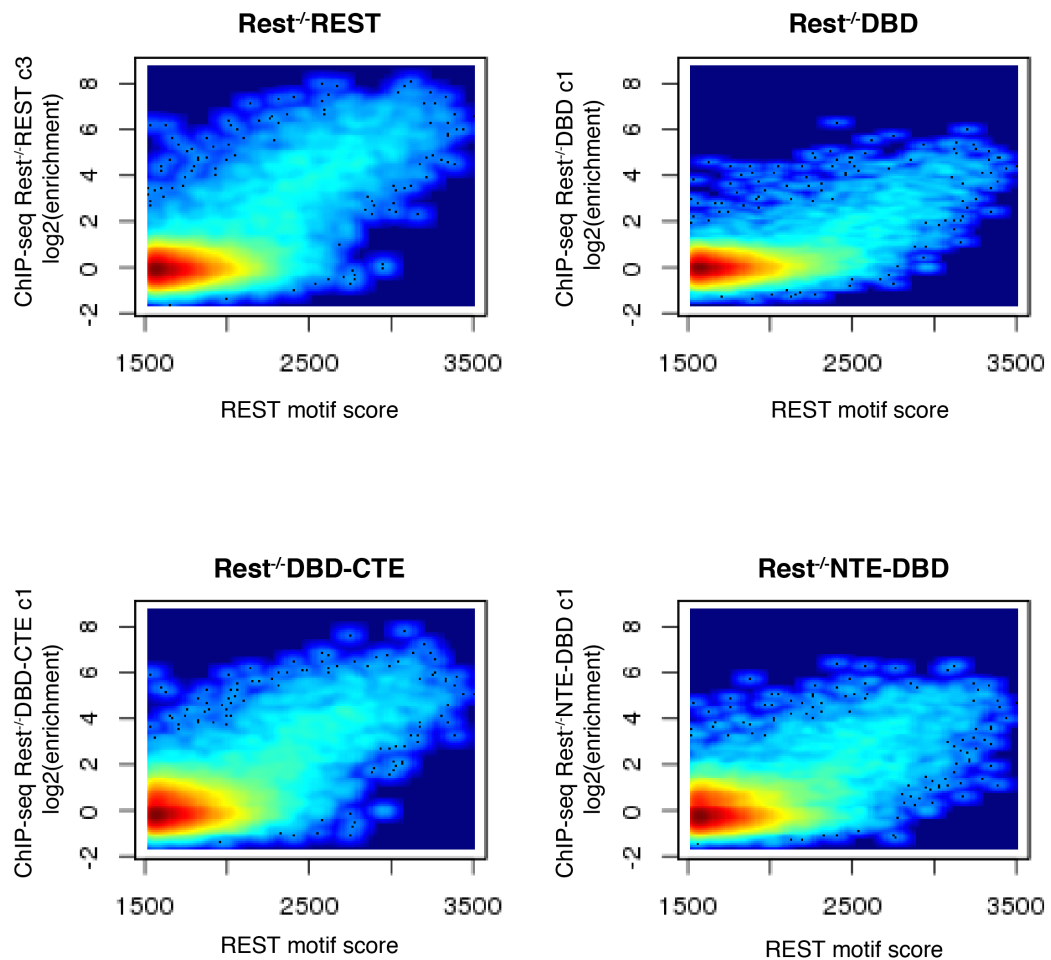 Rest-/-REST
ChIP-seq Rest-/-REST c3
log2(enrichment)
8
6
4
2
0
-2
1500
2500
3500
REST motif score
Rest-/-DBD
ChIP-seq Rest-/-DBD c1
log2(enrichment)
8
6
4
2
0
-2
1500
2500
3500
REST motif score
Rest-/-DBD-CTE
ChIP-seq Rest-/-DBD-CTE c1
log2(enrichment)
8
6
4
2
0
-2
1500
2500
3500
REST motif score
Rest-/-NTE-DBD
ChIP-seq Rest-/-NTE-DBD c1
log2(enrichment)
8
6
4
2
0
-2
1500
2500
3500
REST motif score